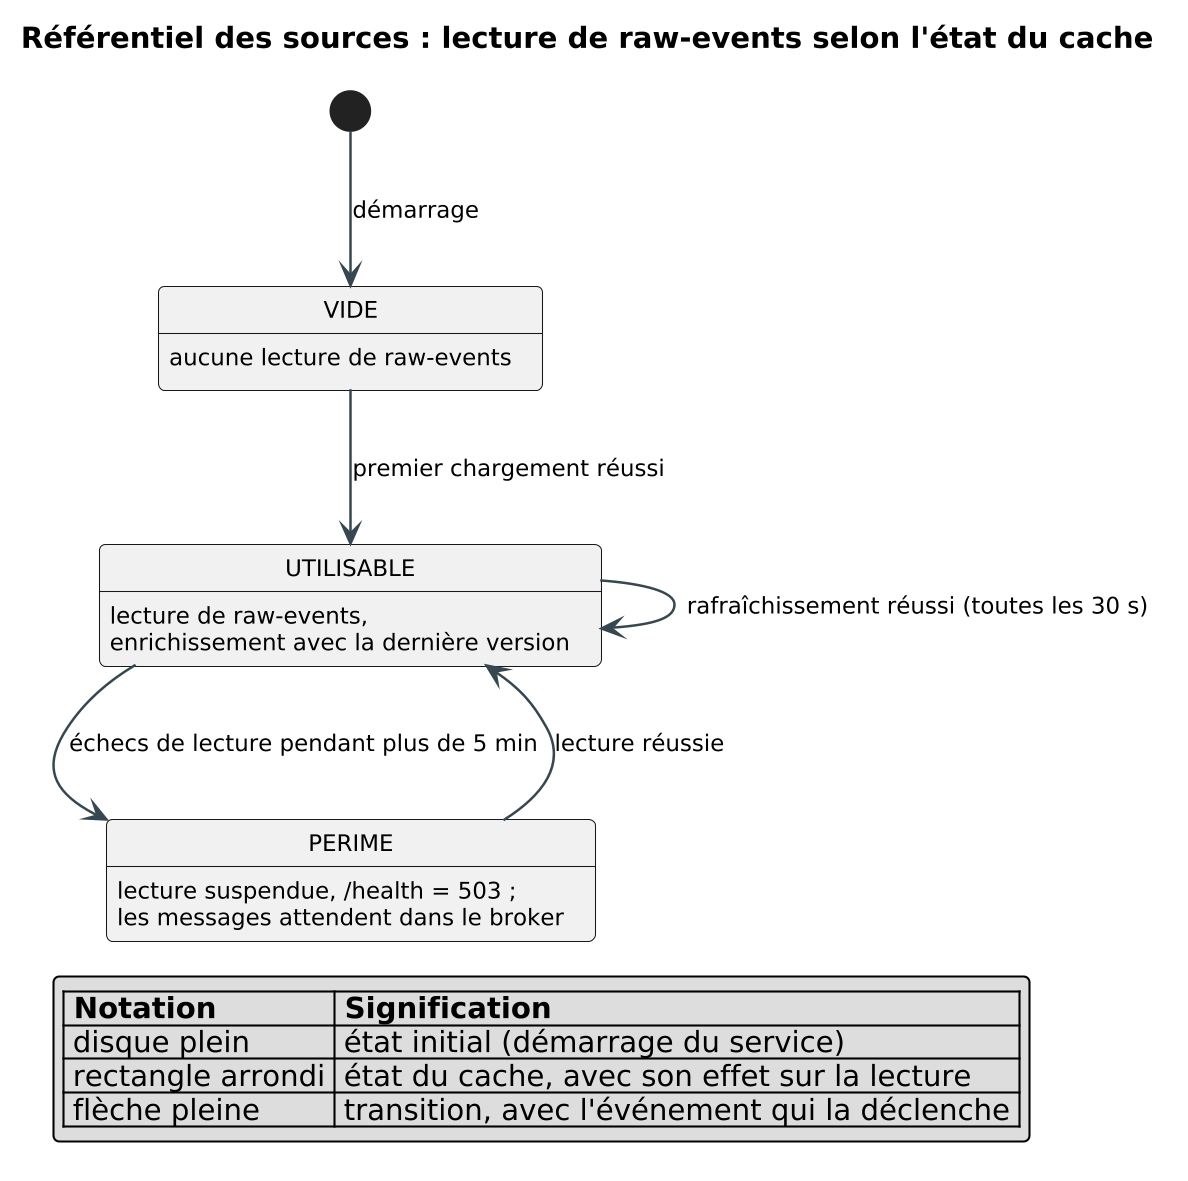 Référentiel des sources : lecture de raw-events selon l'état du cache
démarrage
VIDE
aucune lecture de raw-events
premier chargement réussi
UTILISABLE
lecture de raw-events,
enrichissement avec la dernière version
rafraîchissement réussi (toutes les 30 s)
échecs de lecture pendant plus de 5 min
lecture réussie
PERIME
lecture suspendue, /health = 503 ;
les messages attendent dans le broker
Notation Signification
disque plein état initial (démarrage du service)
rectangle arrondi état du cache, avec son effet sur la lecture
flèche pleine transition, avec l'événement qui la déclenche